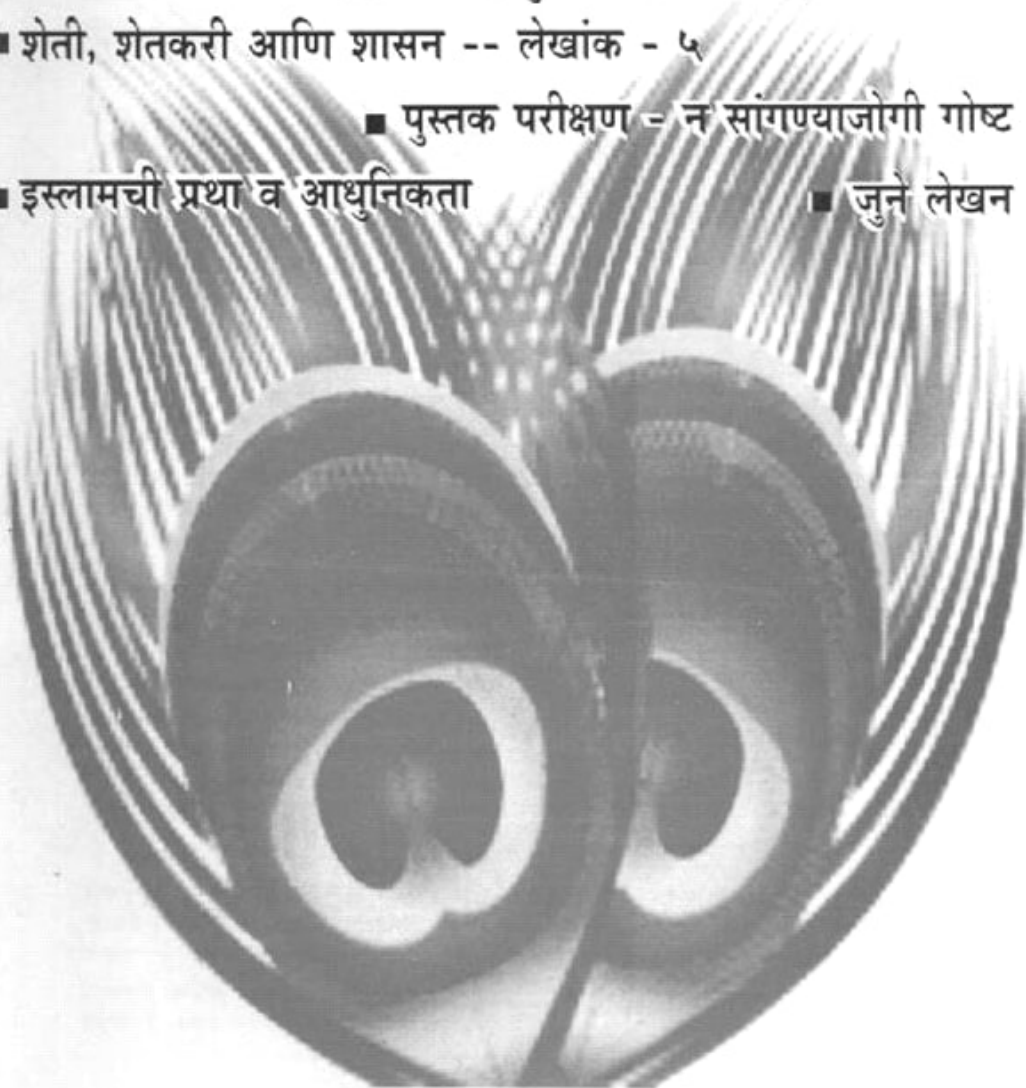 ■ शेती, शेतकरी आणि शासन -- लेखांक - ५
■ पुस्तक परीक्षण - न सांगण्याजोगी गोष्ट
■ इस्लामची प्रथा व आधुनिकता ■ जुने लेखन